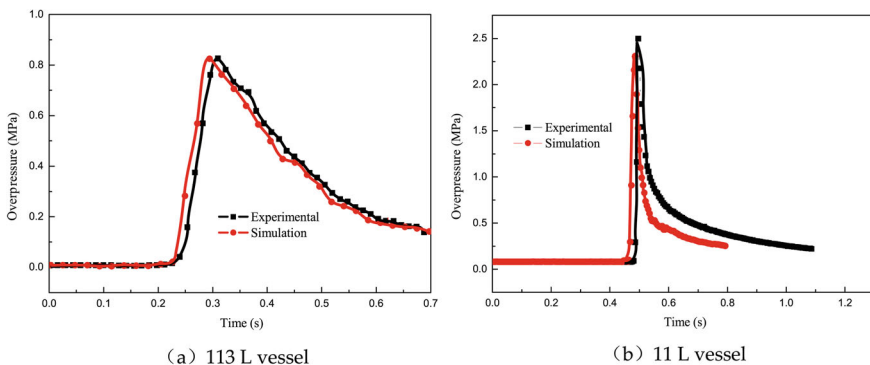 1.0
0.8
0.6
0.4
0.2
0.0
Overpressure (MPa)
Experimental
Simulation
0.0 0.1 0.2 0.3 0.4 0.5 0.6 0.7
Time (s)
(a) 113 L vessel
2.5
2.0
1.5
1.0
0.5
0.0
Overpressure (MPa)
Experimental
Simulation
0.0 0.2 0.4 0.6 0.8 1.0 1.2
Time (s)
(b) 11 L vessel